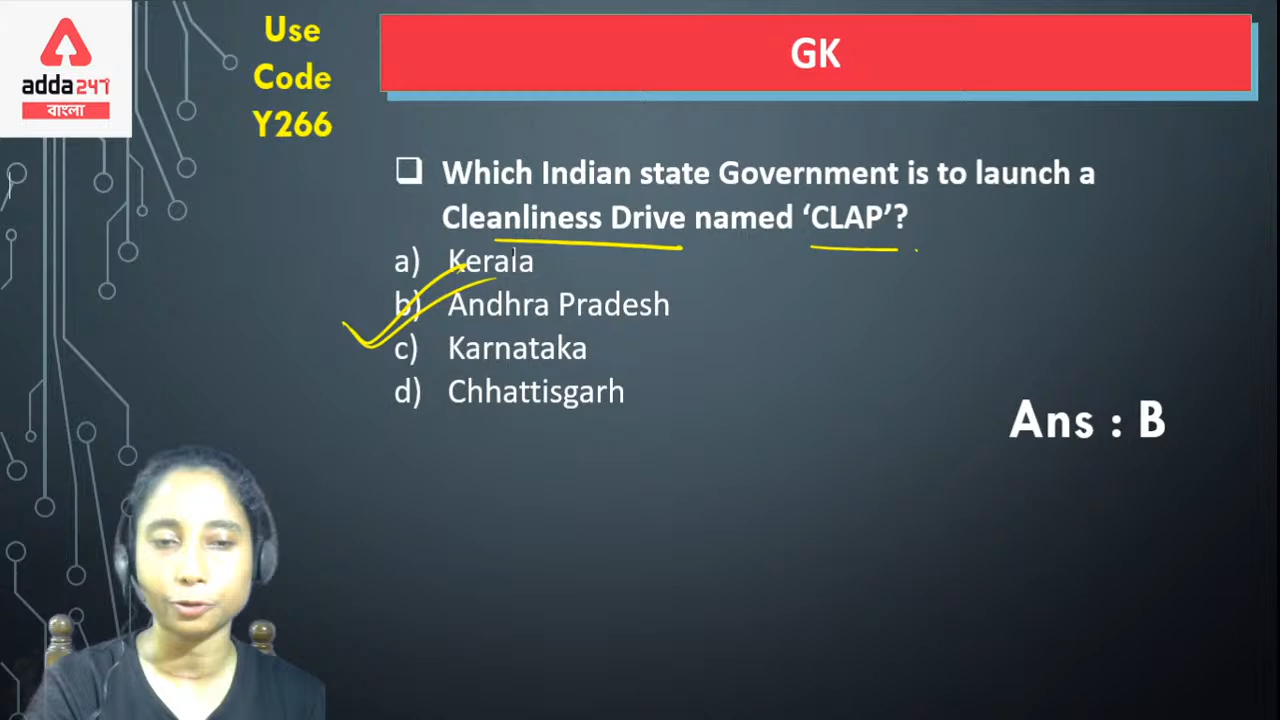 adda247
বাংলা
Use
Code
Y266
GK
Which Indian state Government is to launch a
Cleanliness Drive named ‘CLAP’?
a) Kerala
b) Andhra Pradesh
c) Karnataka
d) Chhattisgarh
Ans : B